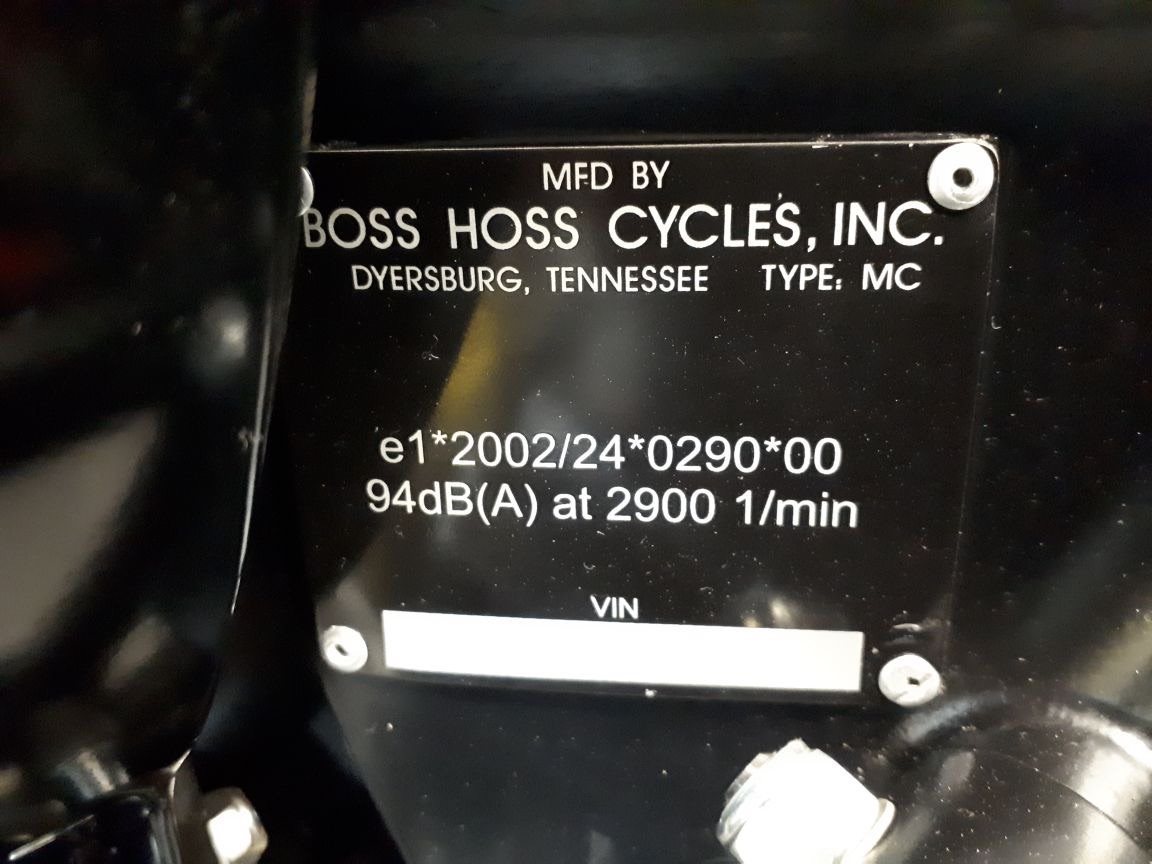 MFD BY
BOSS HOSS CYCLES, INC.
DYERSBURG, TENNESSEE TYPE: MC
e1*2002/24*0290*00
94dB(A) at 2900 1/min
VIN